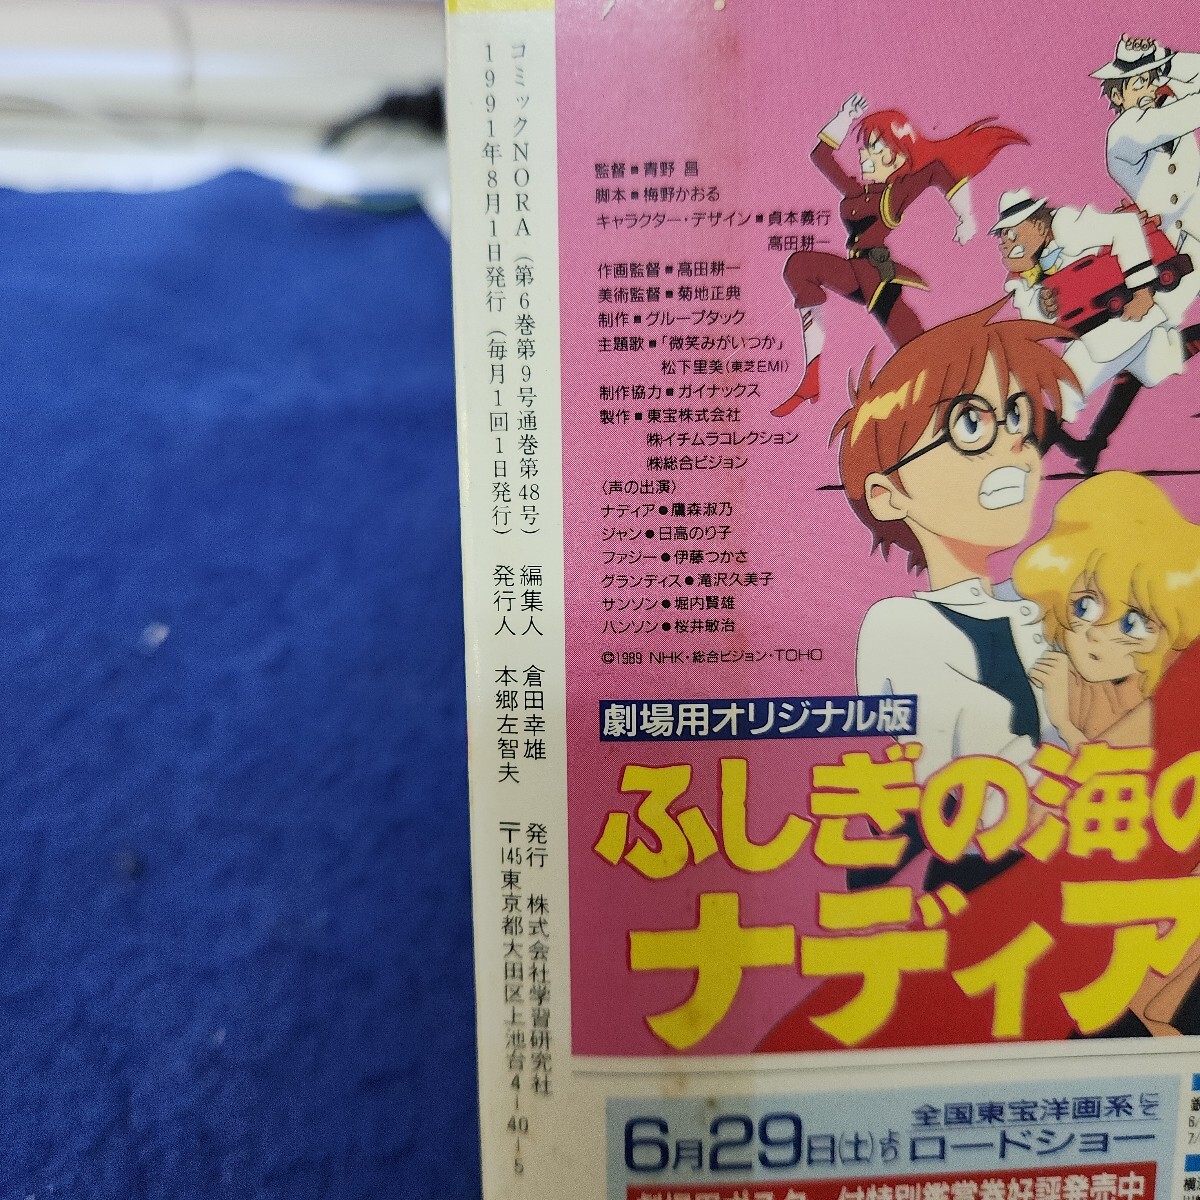 コミックNORA（第6巻第9号通巻第48号） 編集人 倉田幸雄 発行 株式会社学習研究社
1991年8月1日発行（毎月1回1日発行） 発行人 本郷左智夫 〒145東京都大田区上池台4-40-5
監督■青野 昌
脚本■梅野かおる
キャラクター・デザイン■貞本義行
高田耕一
作画監督■高田耕一
美術監督■菊地正典
制作■グループタック
主題歌■「微笑みがいつか」
松下里美(東芝EMI)
制作協力■ガイナックス
製作■東宝株式会社
㈱イチムラコレクション
㈱総合ビジョン
〈声の出演〉
ナディア●鷹森淑乃
ジャン●日高のり子
ファジー●伊藤つかさ
グランディス●滝沢久美子
サンソン●堀内賢雄
ハンソン●桜井敏治
©1989 NHK・総合ビジョン・TOHO
劇場用オリジナル版
ふしぎの海の
ナディア
6月29日(土)より全国東宝洋画系にてロードショー